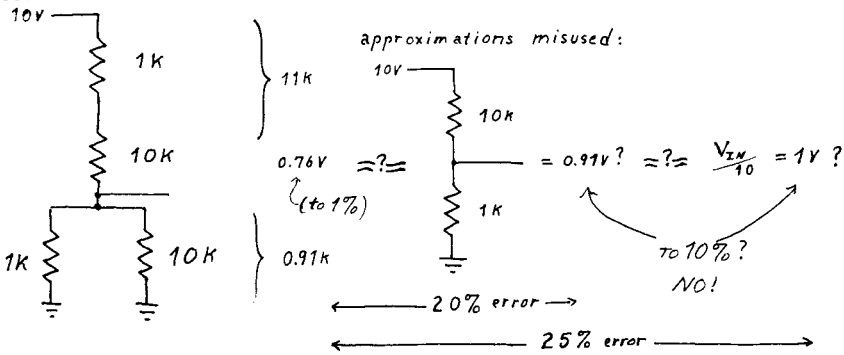 10V
1K
10K
} 11K
1K
10K
} 0.91K
0.76V
(to 1%)
=?=
approximations misused:
10V
10K
1K
= 0.91V? =?= V_IN/10 = 1V ?
TO 10%?
NO!
20% error
25% error